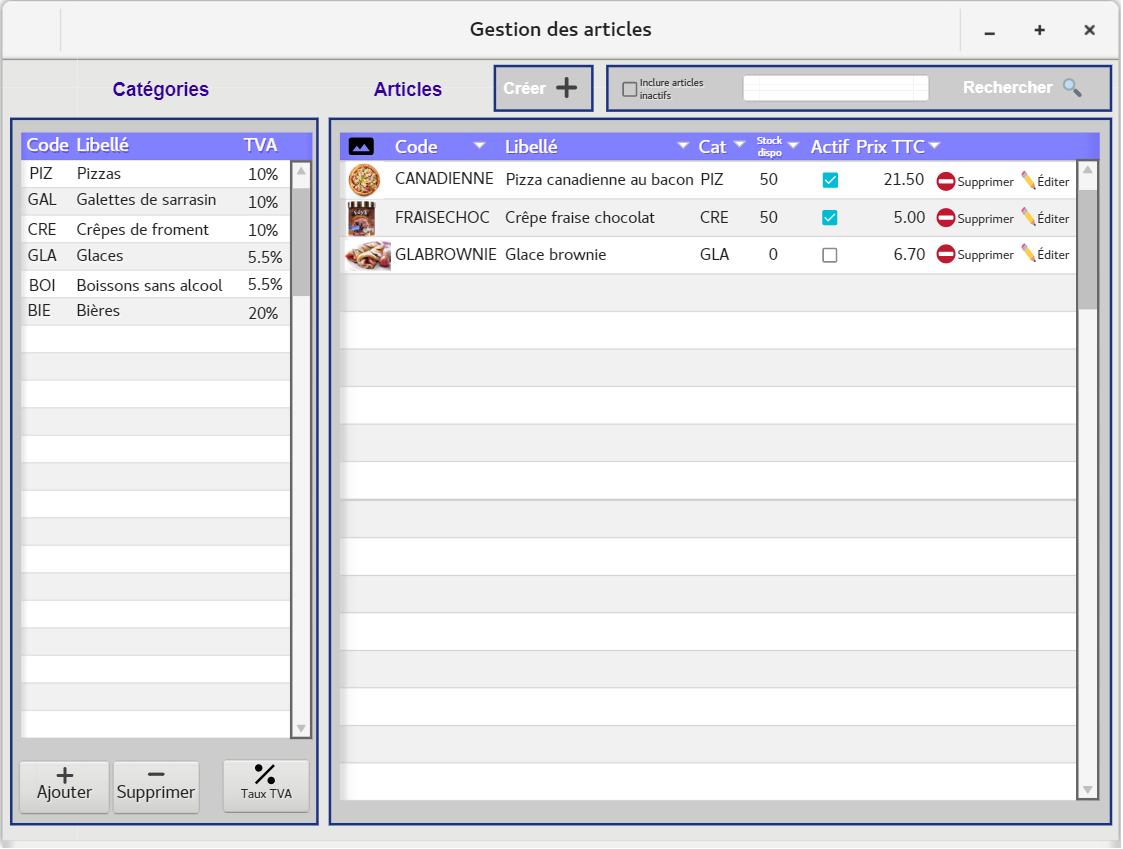 Gestion des articles
Catégories
Articles
Créer
Inclure articles
inactifs
Rechercher
Code Libellé TVA
PIZ Pizzas 10%
GAL Galettes de sarrasin 10%
CRE Crêpes de froment 10%
GLA Glaces 5.5%
BOI Boissons sans alcool 5.5%
BIE Bières 20%
Ajouter
Supprimer
Taux TVA
Code Libellé Cat Stock dispo Actif Prix TTC
CANADIENNE Pizza canadienne au bacon PIZ 50 21.50 Supprimer Éditer
FRAISECHOC Crêpe fraise chocolat CRE 50 5.00 Supprimer Éditer
GLABROWNIE Glace brownie GLA 0 6.70 Supprimer Éditer